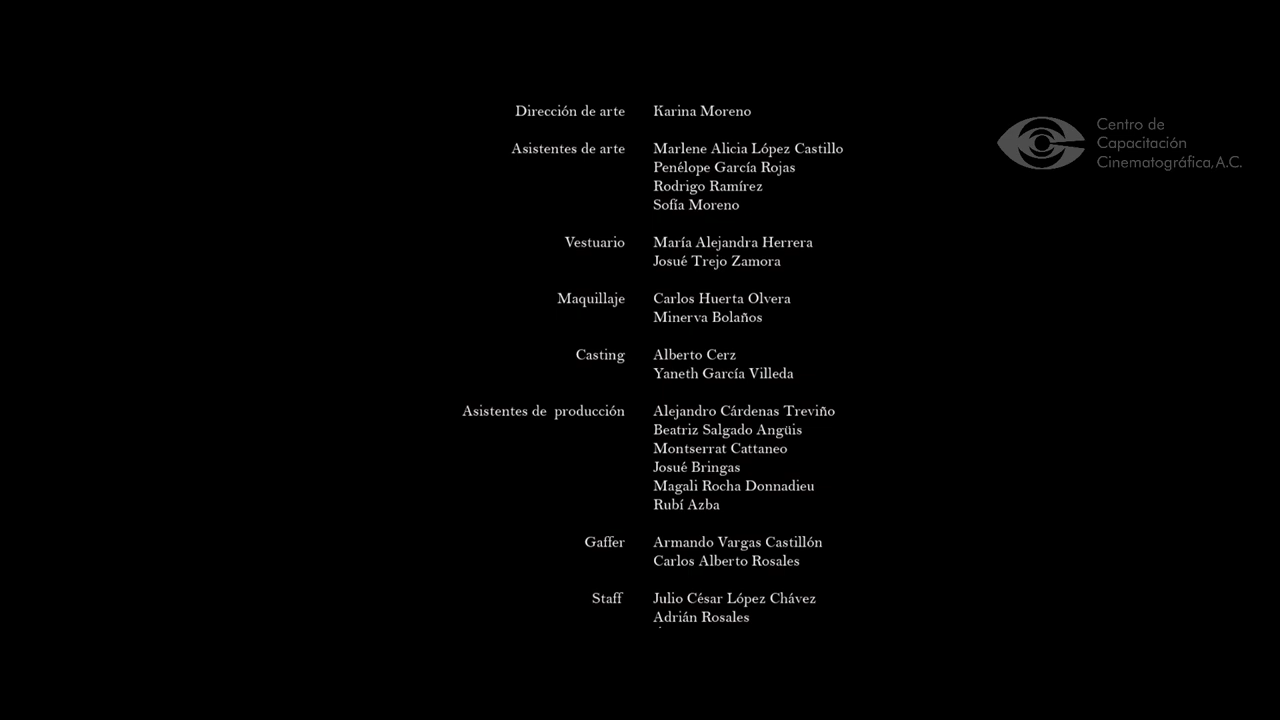 Dirección de arte Karina Moreno
Asistentes de arte Marlene Alicia López Castillo
Penélope García Rojas
Rodrigo Ramírez
Sofía Moreno
Vestuario María Alejandra Herrera
Josué Trejo Zamora
Maquillaje Carlos Huerta Olvera
Minerva Bolaños
Casting Alberto Cerz
Yaneth García Villeda
Asistentes de producción Alejandro Cárdenas Treviño
Beatriz Salgado Angüis
Montserrat Cattaneo
Josué Bringas
Magali Rocha Donnadieu
Rubí Azba
Gaffer Armando Vargas Castillón
Carlos Alberto Rosales
Staff Julio César López Chávez
Adrián Rosales
Centro de
Capacitación
Cinematográfica, A.C.